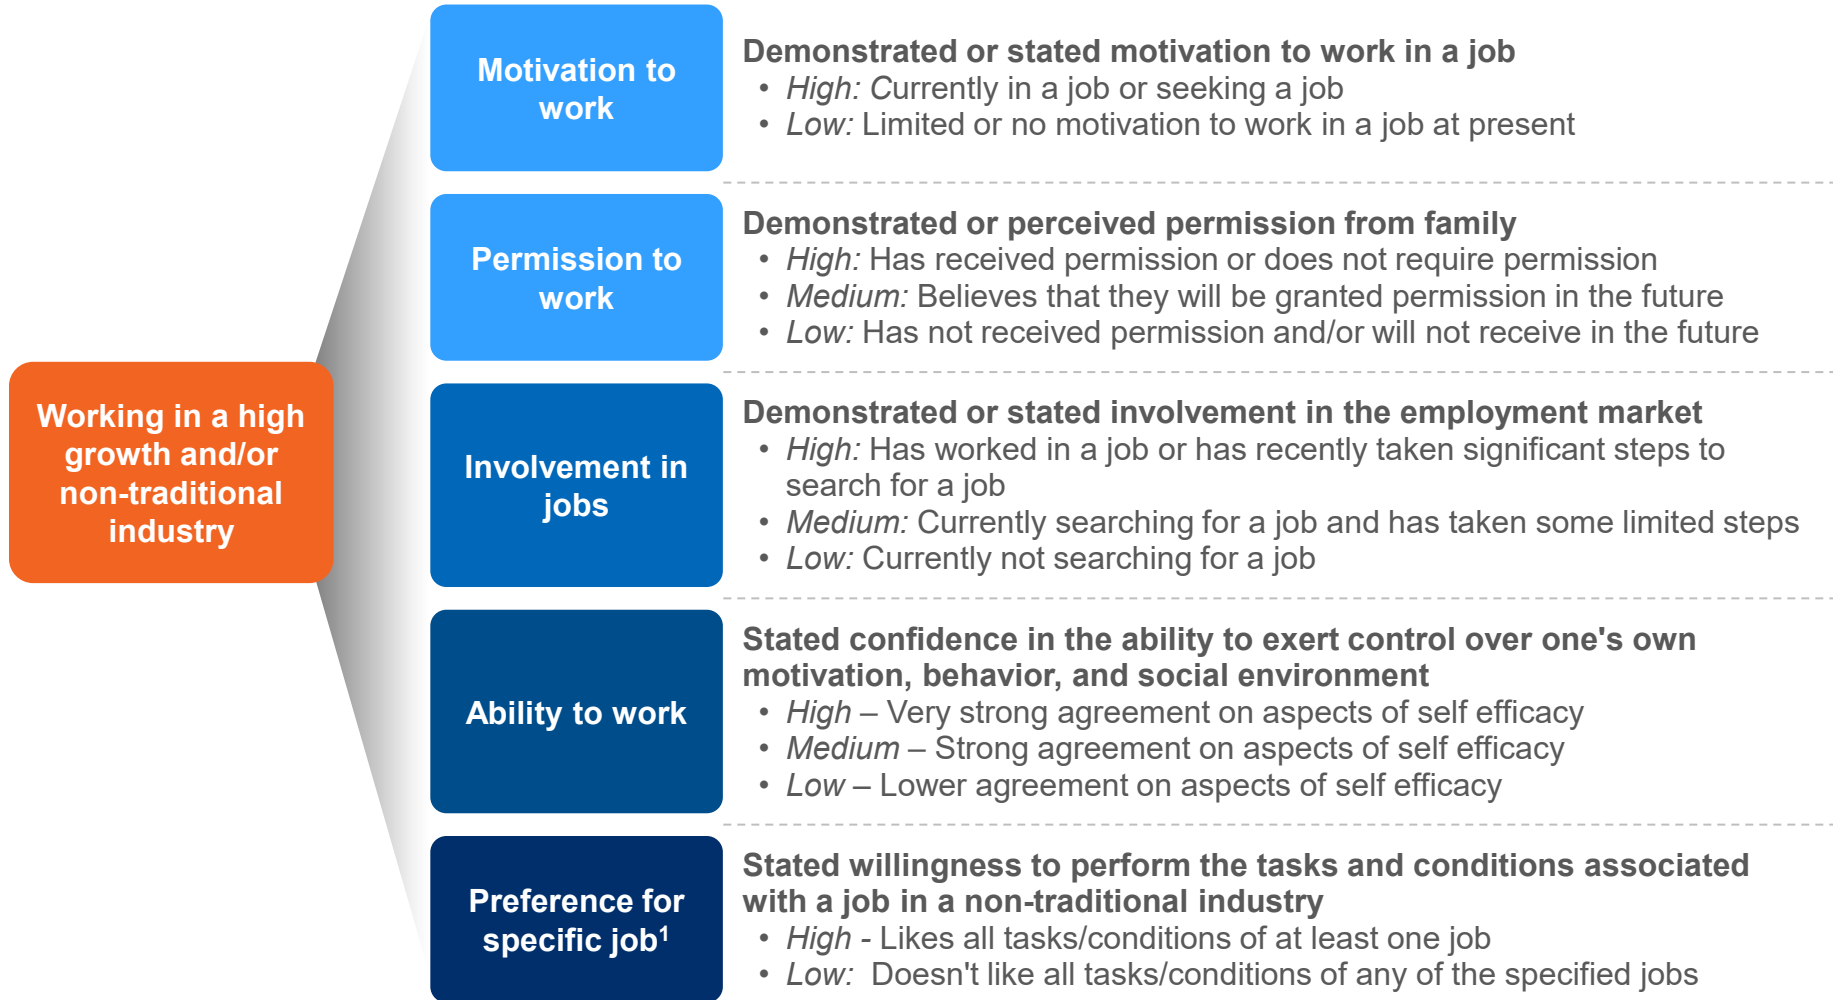 Working in a high
growth and/or
non-traditional
industry
Motivation to
work
Demonstrated or stated motivation to work in a job
• High: Currently in a job or seeking a job
• Low: Limited or no motivation to work in a job at present
Permission to
work
Demonstrated or perceived permission from family
• High: Has received permission or does not require permission
• Medium: Believes that they will be granted permission in the future
• Low: Has not received permission and/or will not receive in the future
Involvement in
jobs
Demonstrated or stated involvement in the employment market
• High: Has worked in a job or has recently taken significant steps to
search for a job
• Medium: Currently searching for a job and has taken some limited steps
• Low: Currently not searching for a job
Ability to work
Stated confidence in the ability to exert control over one's own
motivation, behavior, and social environment
• High – Very strong agreement on aspects of self efficacy
• Medium – Strong agreement on aspects of self efficacy
• Low – Lower agreement on aspects of self efficacy
Preference for
specific job¹
Stated willingness to perform the tasks and conditions associated
with a job in a non-traditional industry
• High - Likes all tasks/conditions of at least one job
• Low: Doesn't like all tasks/conditions of any of the specified jobs